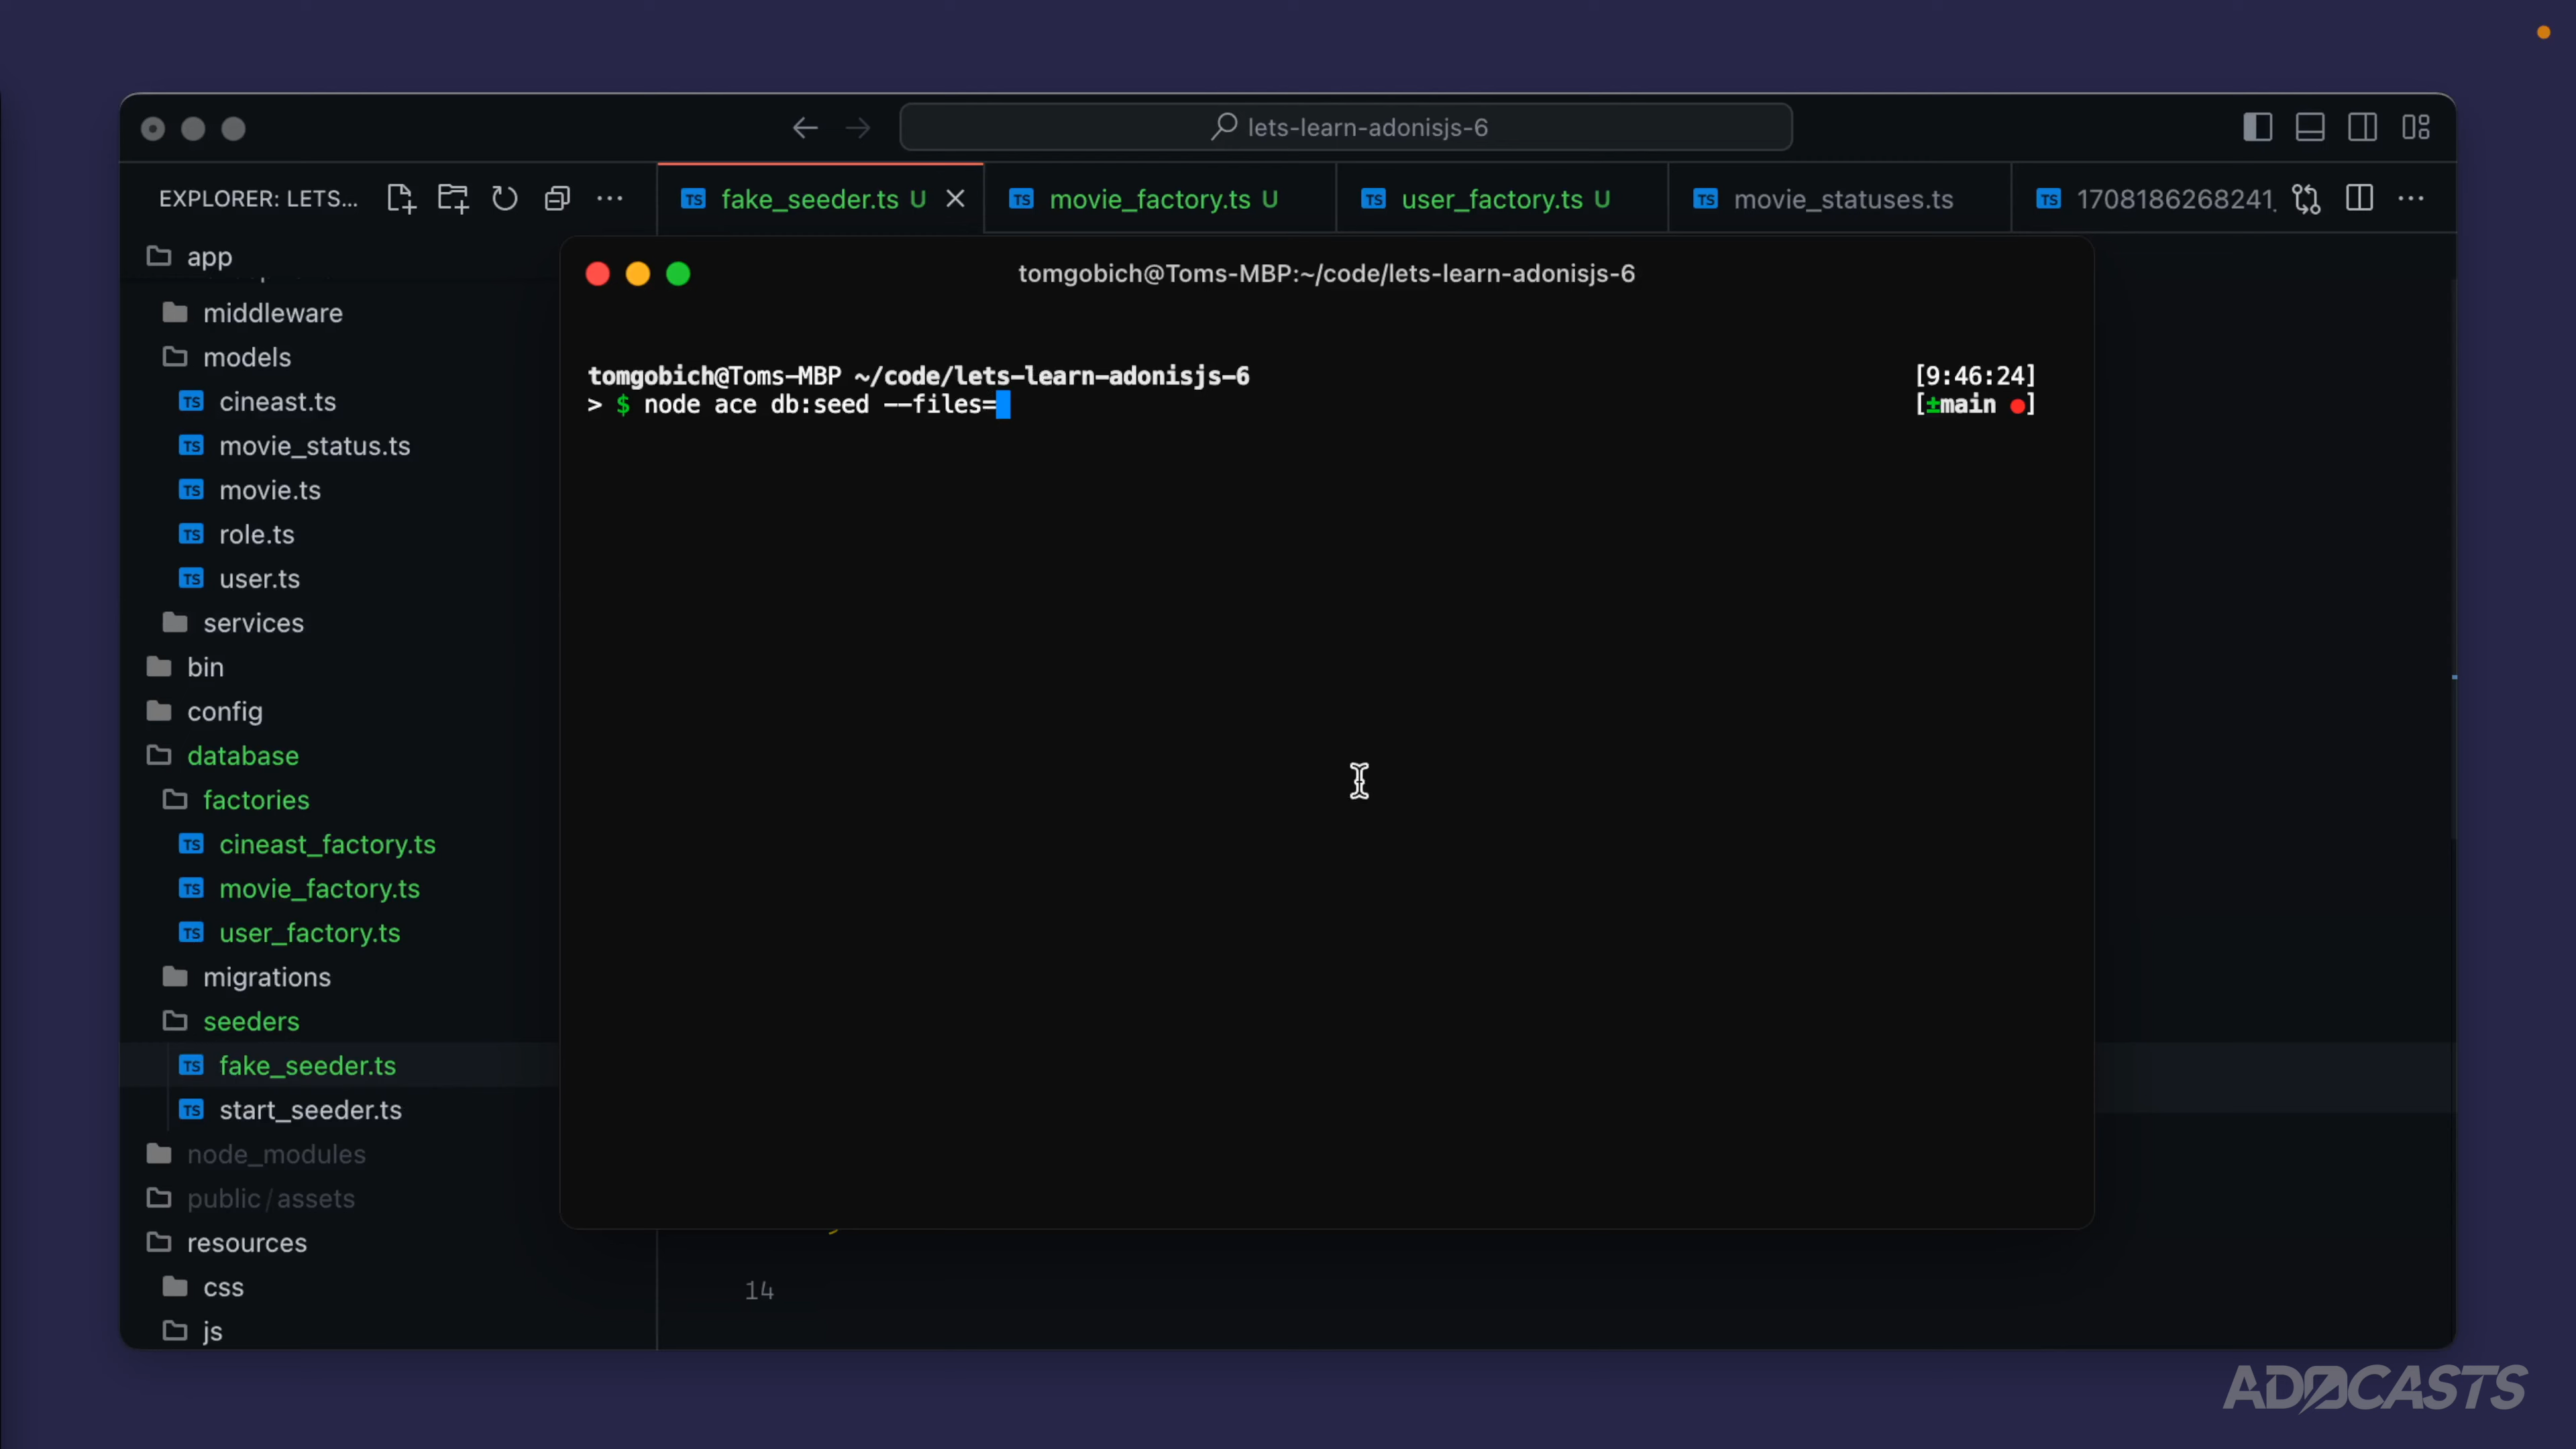 lets-learn-adonisjs-6
EXPLORER: LETS...
fake_seeder.ts U
movie_factory.ts U
user_factory.ts U
movie_statuses.ts
1708186268241
app
middleware
models
cineast.ts
movie_status.ts
movie.ts
role.ts
user.ts
services
bin
config
database
factories
cineast_factory.ts
movie_factory.ts
user_factory.ts
migrations
seeders
fake_seeder.ts
start_seeder.ts
node_modules
public/assets
resources
css
js
tomgobich@Toms-MBP:~/code/lets-learn-adonisjs-6
tomgobich@Toms-MBP ~/code/lets-learn-adonisjs-6 [9:46:24]
> $ node ace db:seed --files= [±main ●]
14
ADOCASTS